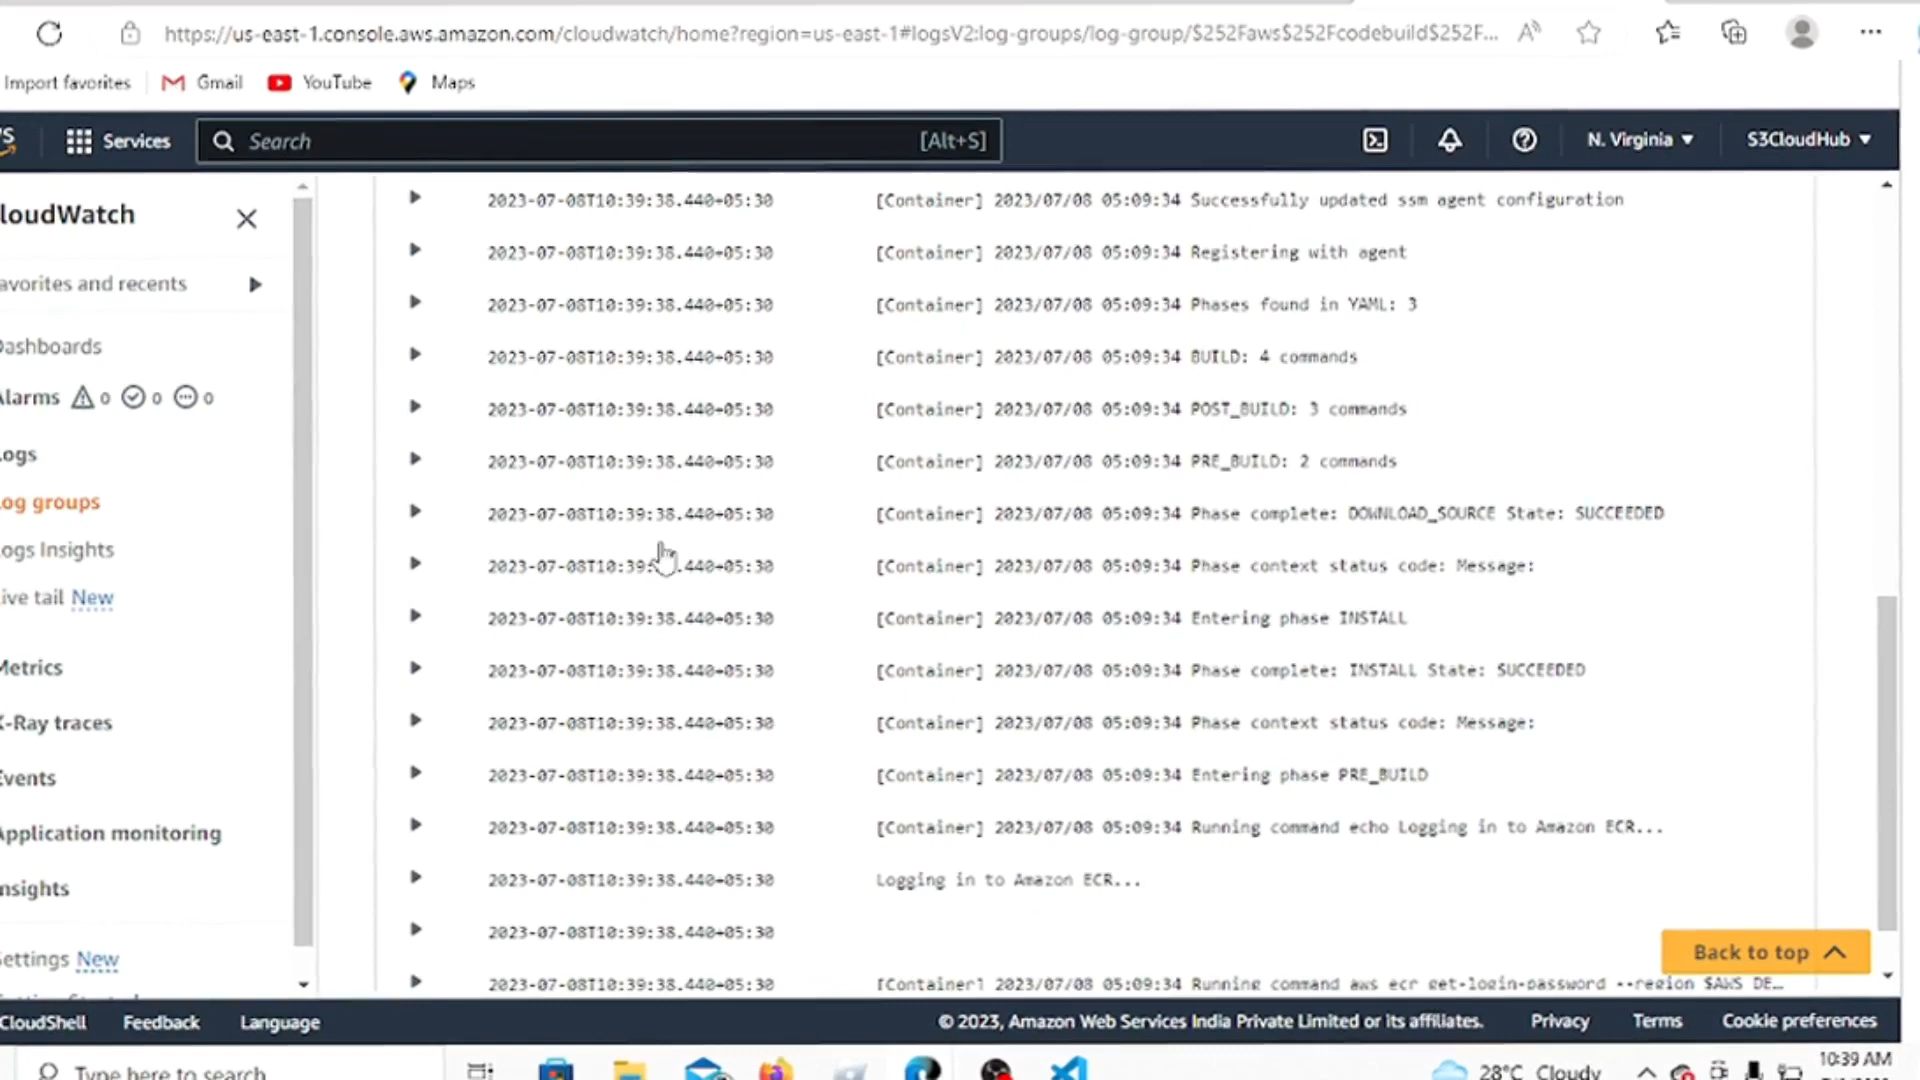 https://us-east-1.console.aws.amazon.com/cloudwatch/home?region=us-east-1#logsV2:log-groups/log-group/$252Faws$252Fcodebuild$252F...
Import favorites
Gmail
YouTube
Maps
Services
Search
[Alt+S]
N. Virginia
S3CloudHub
loudWatch
avorites and recents
Dashboards
Alarms 0 0 0
ogs
og groups
ogs Insights
ive tail New
Metrics
X-Ray traces
Events
Application monitoring
nsights
ettings New
2023-07-08T10:39:38.440+05:30 [Container] 2023/07/08 05:09:34 Successfully updated ssm agent configuration
2023-07-08T10:39:38.440+05:30 [Container] 2023/07/08 05:09:34 Registering with agent
2023-07-08T10:39:38.440+05:30 [Container] 2023/07/08 05:09:34 Phases found in YAML: 3
2023-07-08T10:39:38.440+05:30 [Container] 2023/07/08 05:09:34 BUILD: 4 commands
2023-07-08T10:39:38.440+05:30 [Container] 2023/07/08 05:09:34 POST_BUILD: 3 commands
2023-07-08T10:39:38.440+05:30 [Container] 2023/07/08 05:09:34 PRE_BUILD: 2 commands
2023-07-08T10:39:38.440+05:30 [Container] 2023/07/08 05:09:34 Phase complete: DOWNLOAD_SOURCE State: SUCCEEDED
2023-07-08T10:39:38.440+05:30 [Container] 2023/07/08 05:09:34 Phase context status code: Message:
2023-07-08T10:39:38.440+05:30 [Container] 2023/07/08 05:09:34 Entering phase INSTALL
2023-07-08T10:39:38.440+05:30 [Container] 2023/07/08 05:09:34 Phase complete: INSTALL State: SUCCEEDED
2023-07-08T10:39:38.440+05:30 [Container] 2023/07/08 05:09:34 Phase context status code: Message:
2023-07-08T10:39:38.440+05:30 [Container] 2023/07/08 05:09:34 Entering phase PRE_BUILD
2023-07-08T10:39:38.440+05:30 [Container] 2023/07/08 05:09:34 Running command echo Logging in to Amazon ECR...
2023-07-08T10:39:38.440+05:30 Logging in to Amazon ECR...
2023-07-08T10:39:38.440+05:30
2023-07-08T10:39:38.440+05:30 [Container] 2023/07/08 05:09:34 Running command aws ecr get-login-password --region $AWS_DE…
Back to top
CloudShell
Feedback
Language
© 2023, Amazon Web Services India Private Limited or its affiliates.
Privacy
Terms
Cookie preferences
Type here to search
28°C Cloudy
10:39 AM